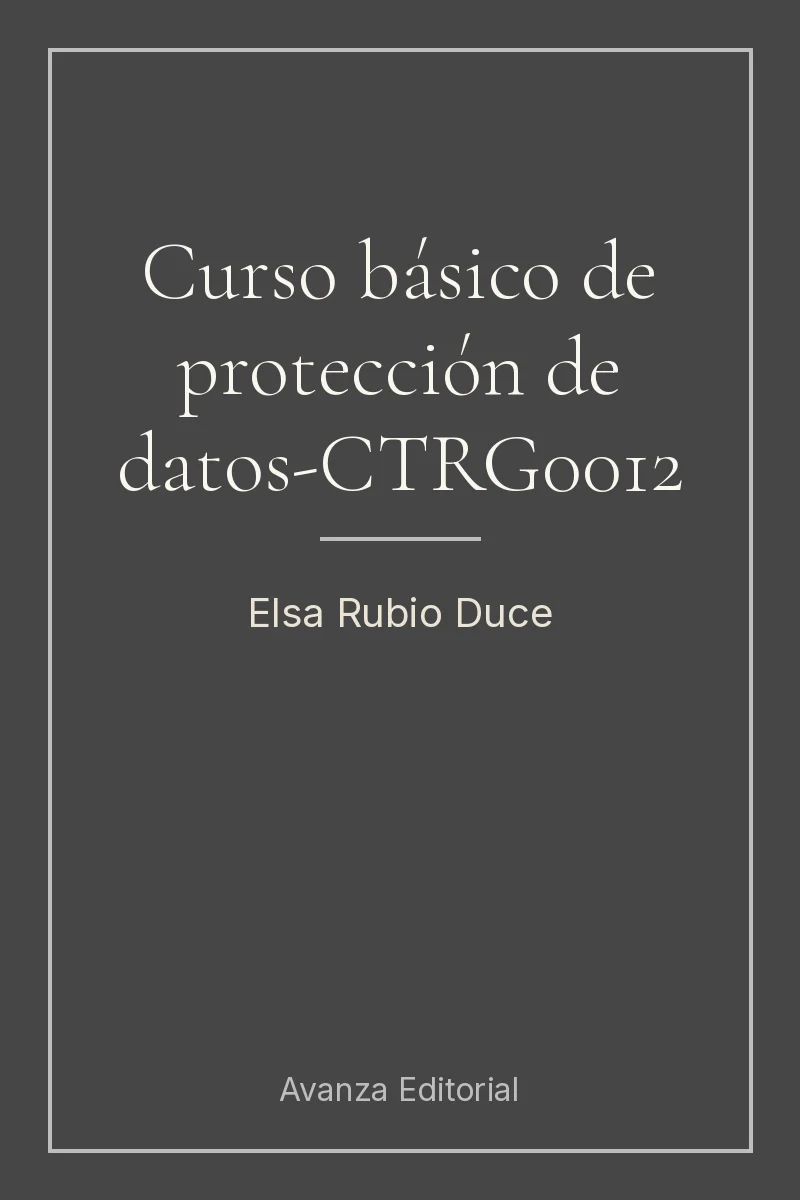 Curso básico de
protección de
datos-CTRG0012
Elsa Rubio Duce
Avanza Editorial